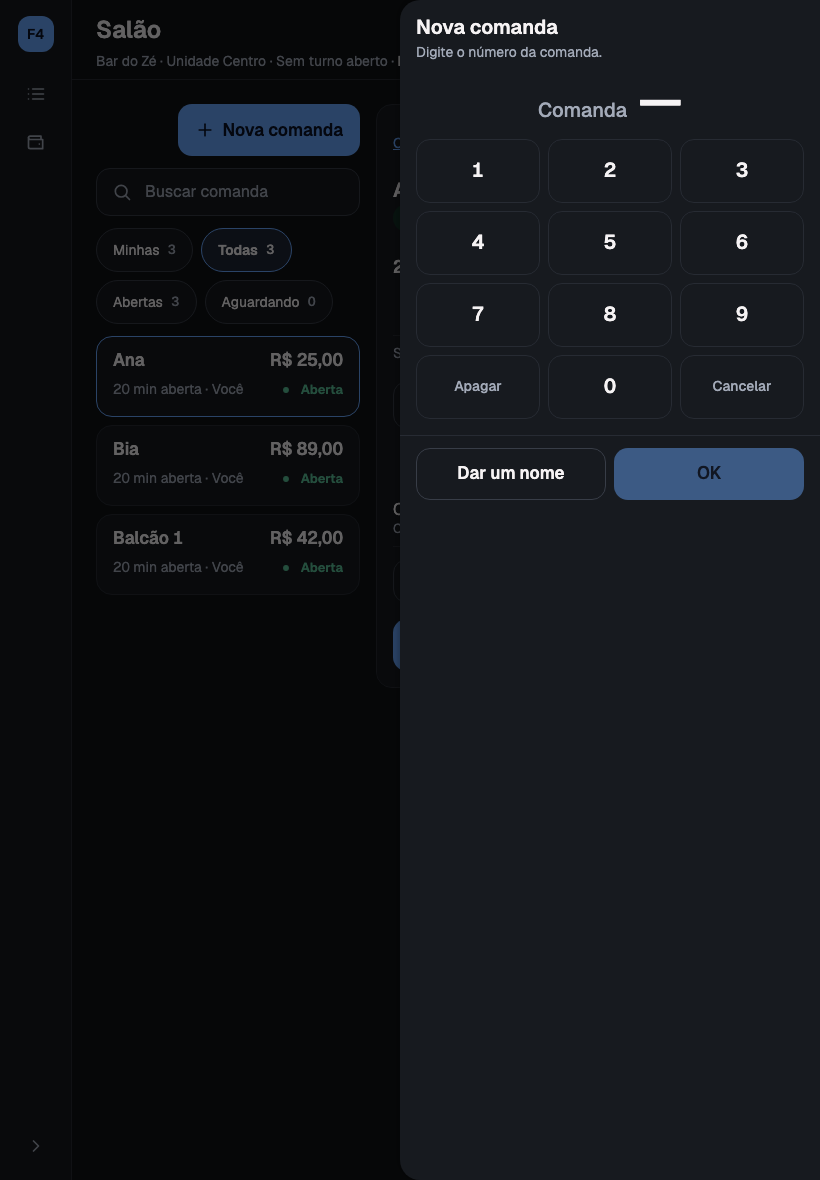 F4
Salão
Bar do Zé · Unidade Centro · Sem turno aberto ·
Nova comanda
Buscar comanda
Minhas 3
Todas 3
Abertas 3
Aguardando 0
Ana R$ 25,00
20 min aberta · Você Aberta
Bia R$ 89,00
20 min aberta · Você Aberta
Balcão 1 R$ 42,00
20 min aberta · Você Aberta
Nova comanda
Digite o número da comanda.
Comanda —
1 2 3
4 5 6
7 8 9
Apagar 0 Cancelar
Dar um nome OK